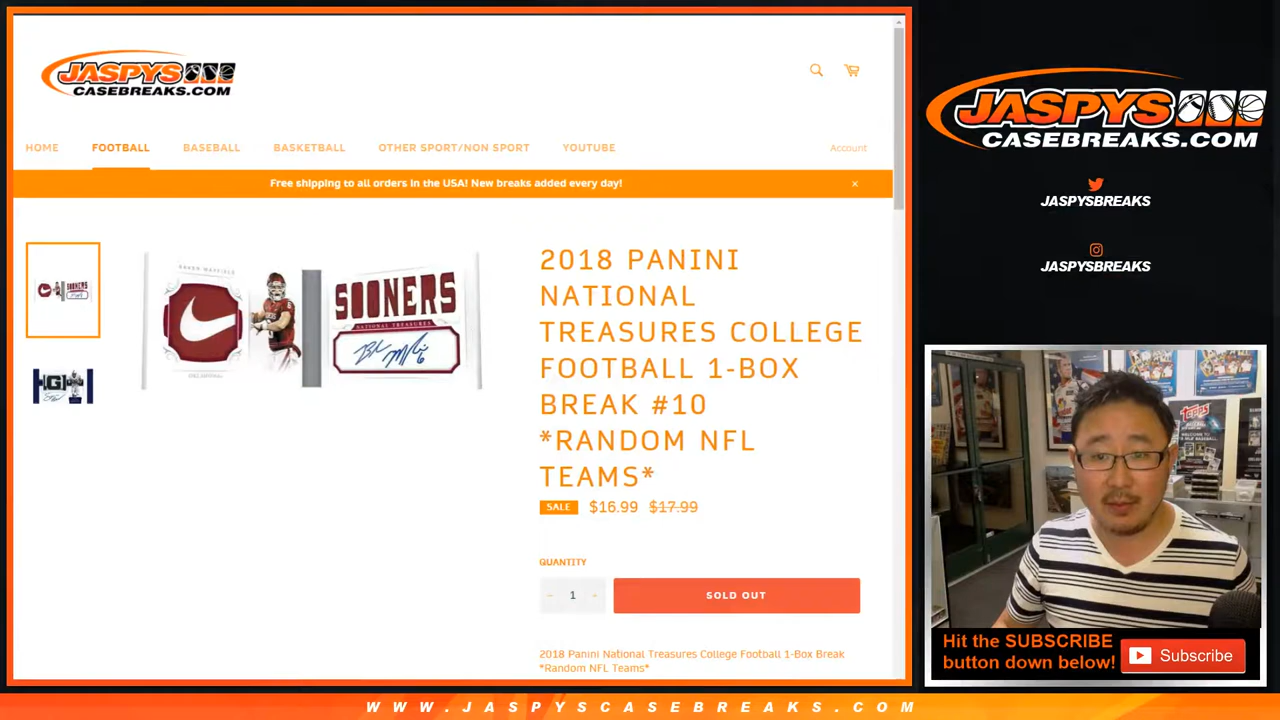 JASPYS
CASEBREAKS.COM
HOME
FOOTBALL
BASEBALL
BASKETBALL
OTHER SPORT/NON SPORT
YOUTUBE
Account
Free shipping to all orders in the USA! New breaks added every day!
×
BAKER MAYFIELD
SOONERS
NATIONAL TREASURES
SOONERS
G
2018 PANINI
NATIONAL
TREASURES COLLEGE
FOOTBALL 1-BOX
BREAK #10
*RANDOM NFL
TEAMS*
SALE $16.99 $17.99
QUANTITY
− 1 +
SOLD OUT
2018 Panini National Treasures College Football 1-Box Break
*Random NFL Teams*
JASPYS
CASEBREAKS.COM
JASPYSBREAKS
JASPYSBREAKS
Topps
Hit the SUBSCRIBE
button down below!
Subscribe
WWW.JASPYSCASEBREAKS.COM